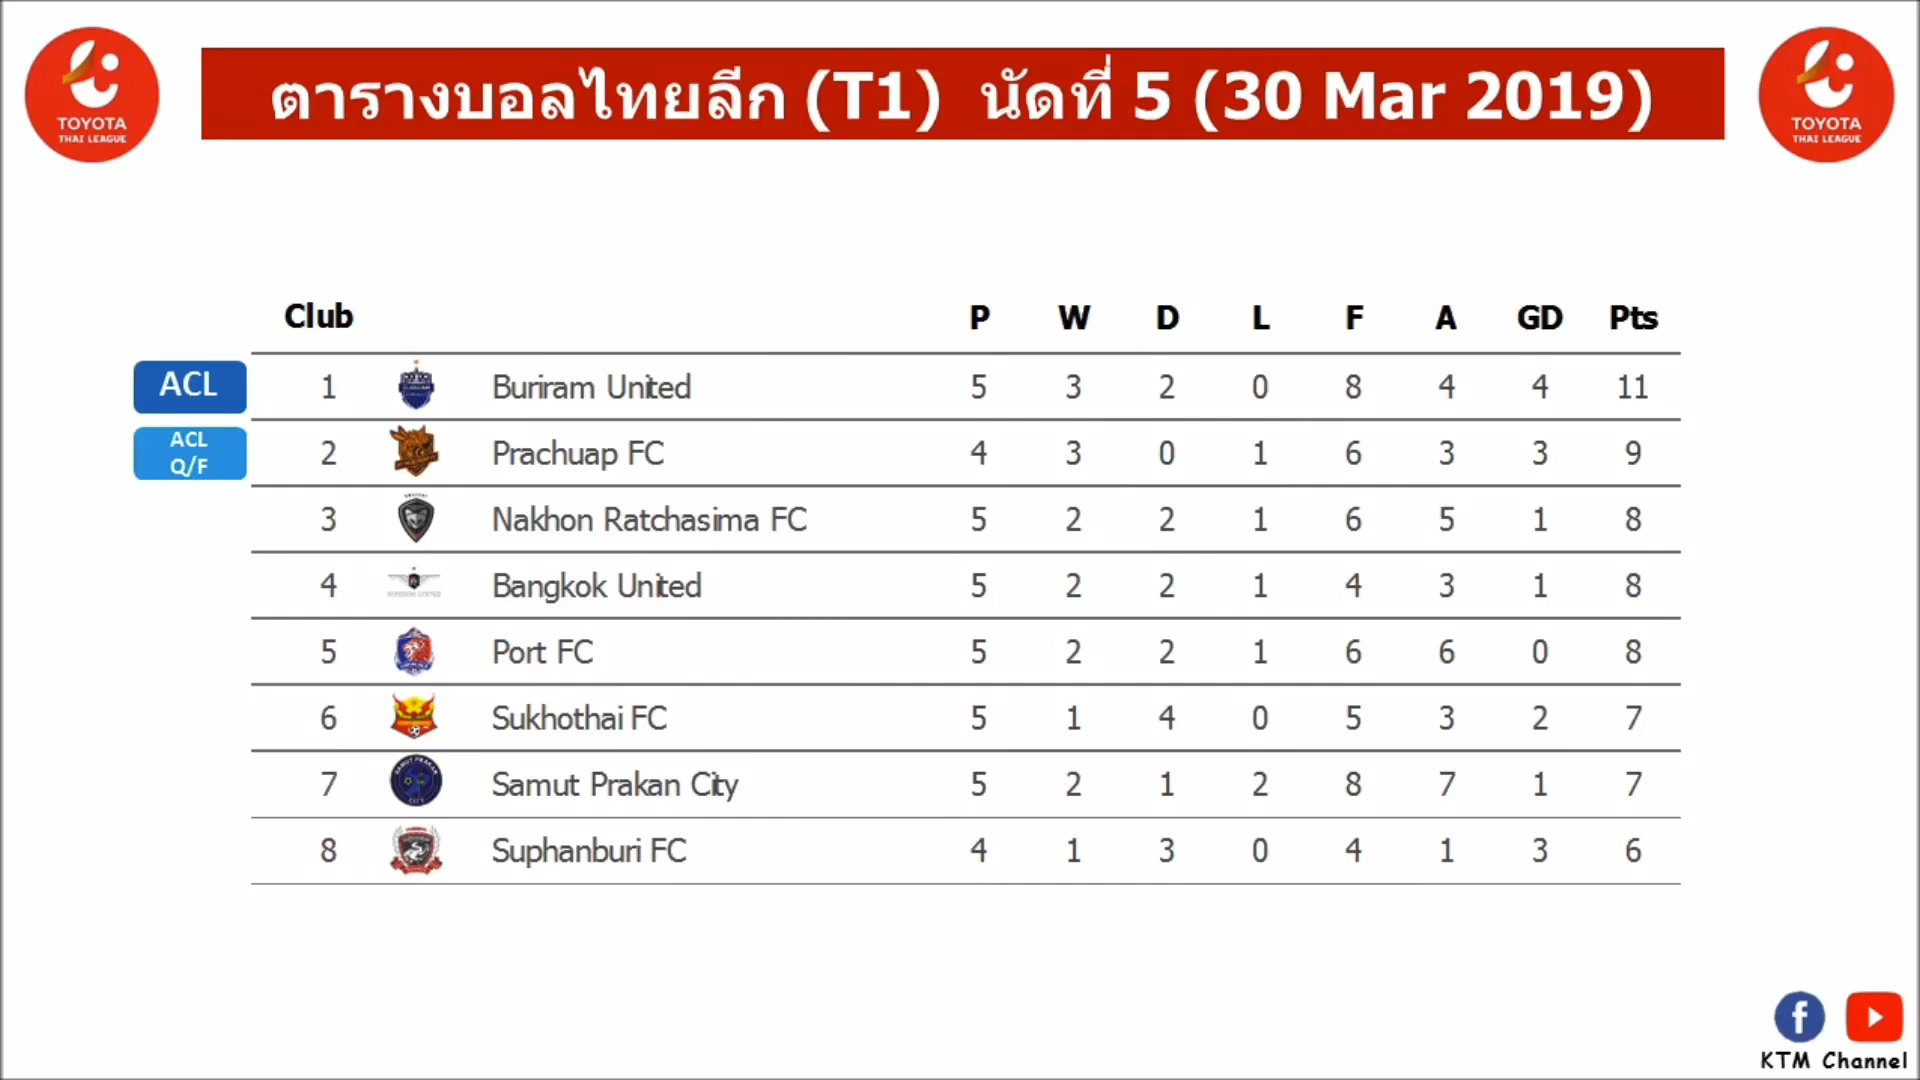 TOYOTA
THAI LEAGUE
ตารางบอลไทยลีก (T1) นัดที่ 5 (30 Mar 2019)
TOYOTA
THAI LEAGUE
Club P W D L F A GD Pts
ACL 1 Buriram United 5 3 2 0 8 4 4 11
ACL
Q/F
2 Prachuap FC 4 3 0 1 6 3 3 9
3 Nakhon Ratchasima FC 5 2 2 1 6 5 1 8
4 Bangkok United 5 2 2 1 4 3 1 8
5 Port FC 5 2 2 1 6 6 0 8
6 Sukhothai FC 5 1 4 0 5 3 2 7
7 Samut Prakan City 5 2 1 2 8 7 1 7
8 Suphanburi FC 4 1 3 0 4 1 3 6
KTM Channel